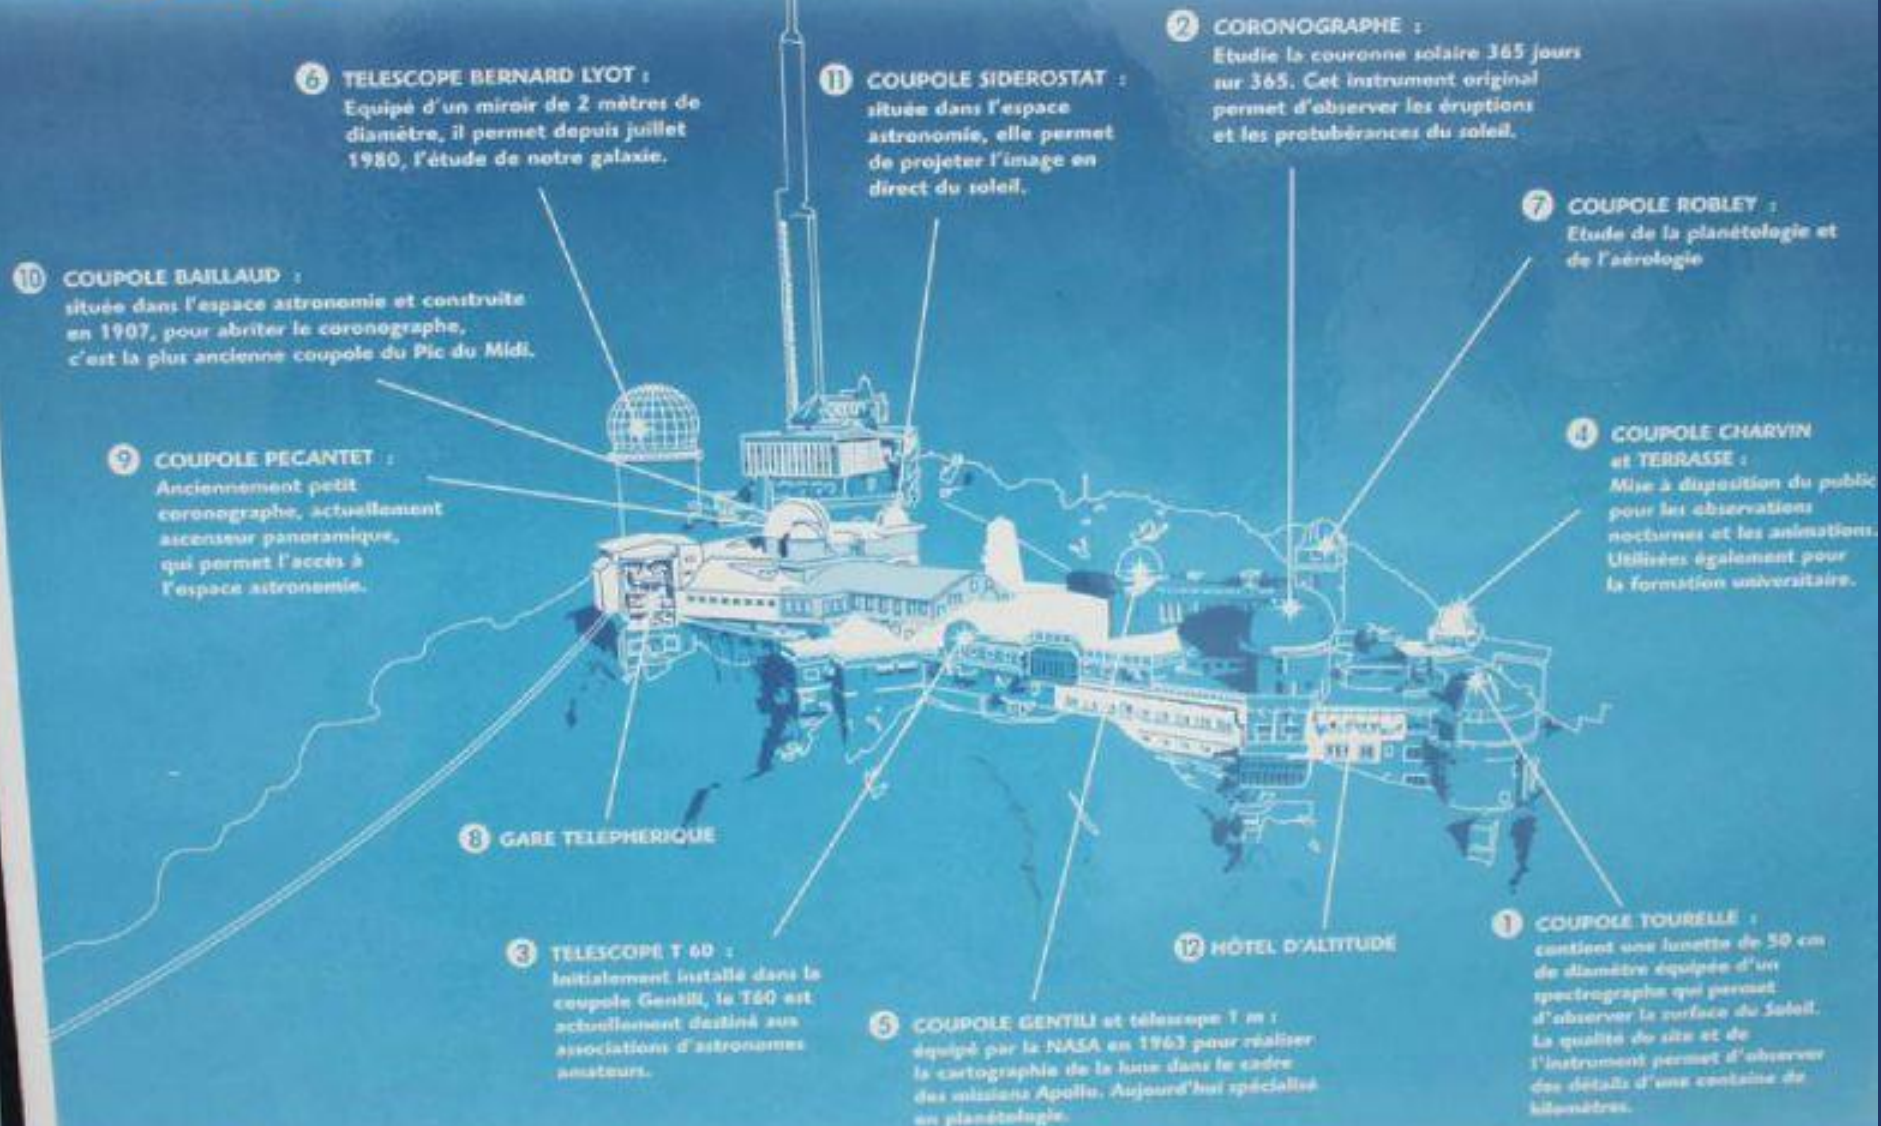 2 CORONOGRAPHE :
Etudie la couronne solaire 365 jours
sur 365. Cet instrument original
permet d'observer les éruptions
et les protubérances du soleil.
6 TELESCOPE BERNARD LYOT :
Equipé d'un miroir de 2 mètres de
diamètre, il permet depuis juillet
1980, l'étude de notre galaxie.
11 COUPOLE SIDEROSTAT :
située dans l'espace
astronomie, elle permet
de projeter l'image en
direct du soleil.
7 COUPOLE ROBLEY :
Etude de la planétologie et
de l'aérologie
10 COUPOLE BAILLAUD :
située dans l'espace astronomie et construite
en 1907, pour abriter le coronographe,
c'est la plus ancienne coupole du Pic du Midi.
9 COUPOLE PECANTET :
Anciennement petit
coronographe, actuellement
ascenseur panoramique,
qui permet l'accès à
l'espace astronomie.
4 COUPOLE CHARVIN
et TERRASSE :
Mise à disposition du public
pour les observations
nocturnes et les animations.
Utilisées également pour
la formation universitaire.
8 GARE TELEPHERIQUE
3 TELESCOPE T 60 :
Initialement installé dans la
coupole Gentili, le T60 est
actuellement destiné aux
associations d'astronomes
amateurs.
5 COUPOLE GENTILI et télescope 1 m :
équipé par la NASA en 1963 pour réaliser
la cartographie de la lune dans le cadre
des missions Apollo. Aujourd'hui spécialisé
en planétologie.
12 HÔTEL D'ALTITUDE
1 COUPOLE TOURELLE :
contient une lunette de 50 cm
de diamètre équipée d'un
spectrographe qui permet
d'observer la surface du Soleil.
La qualité du site et de
l'instrument permet d'observer
des détails d'une centaine de
kilomètres.